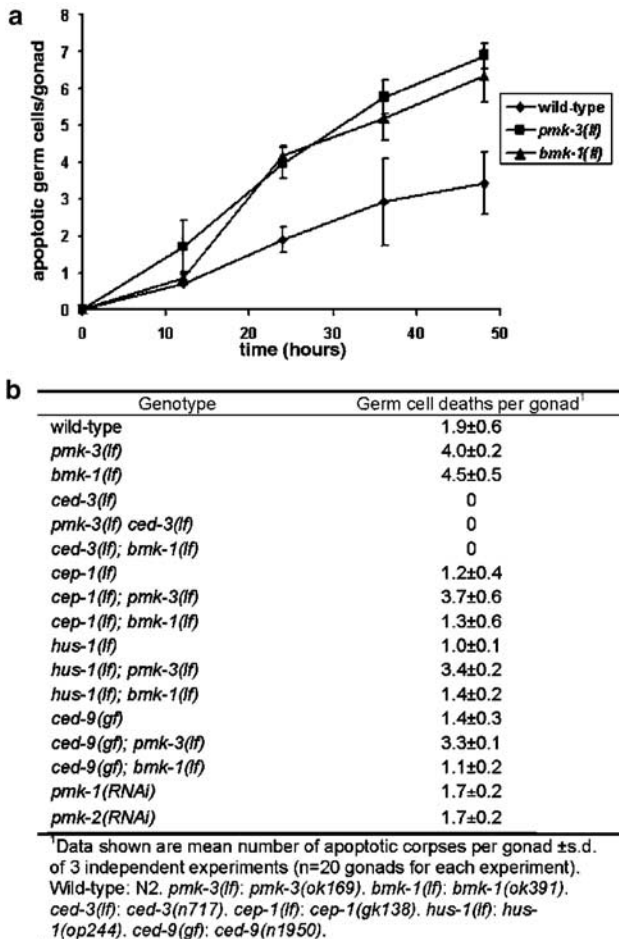 a
apoptotic germ cells/gonad
8
7
6
5
4
3
2
1
0
0 10 20 30 40 50
time (hours)
wild-type
pmk-3(lf)
bmk-1(lf)
b
Genotype Germ cell deaths per gonad1
wild-type 1.9±0.6
pmk-3(lf) 4.0±0.2
bmk-1(lf) 4.5±0.5
ced-3(lf) 0
pmk-3(lf) ced-3(lf) 0
ced-3(lf); bmk-1(lf) 0
cep-1(lf) 1.2±0.4
cep-1(lf); pmk-3(lf) 3.7±0.6
cep-1(lf); bmk-1(lf) 1.3±0.6
hus-1(lf) 1.0±0.1
hus-1(lf); pmk-3(lf) 3.4±0.2
hus-1(lf); bmk-1(lf) 1.4±0.2
ced-9(gf) 1.4±0.3
ced-9(gf); pmk-3(lf) 3.3±0.1
ced-9(gf); bmk-1(lf) 1.1±0.2
pmk-1(RNAi) 1.7±0.2
pmk-2(RNAi) 1.7±0.2
1Data shown are mean number of apoptotic corpses per gonad ±s.d.
of 3 independent experiments (n=20 gonads for each experiment).
Wild-type: N2. pmk-3(lf): pmk-3(ok169). bmk-1(lf): bmk-1(ok391).
ced-3(lf): ced-3(n717). cep-1(lf): cep-1(gk138). hus-1(lf): hus-
1(op244). ced-9(gf): ced-9(n1950).